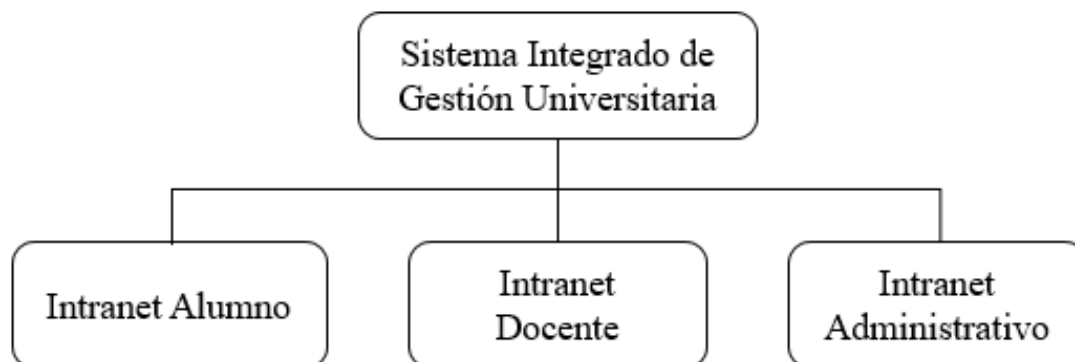 Sistema Integrado de
Gestión Universitaria
Intranet Alumno
Intranet
Docente
Intranet
Administrativo